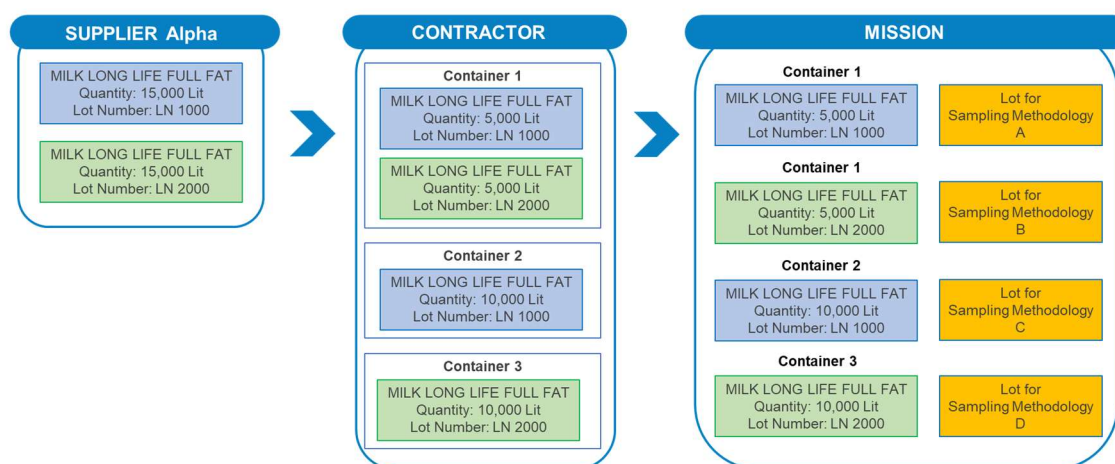 SUPPLIER Alpha
MILK LONG LIFE FULL FAT
Quantity: 15,000 Lit
Lot Number: LN 1000
MILK LONG LIFE FULL FAT
Quantity: 15,000 Lit
Lot Number: LN 2000
CONTRACTOR
Container 1
MILK LONG LIFE FULL FAT
Quantity: 5,000 Lit
Lot Number: LN 1000
MILK LONG LIFE FULL FAT
Quantity: 5,000 Lit
Lot Number: LN 2000
Container 2
MILK LONG LIFE FULL FAT
Quantity: 10,000 Lit
Lot Number: LN 1000
Container 3
MILK LONG LIFE FULL FAT
Quantity: 10,000 Lit
Lot Number: LN 2000
MISSION
Container 1
MILK LONG LIFE FULL FAT
Quantity: 5,000 Lit
Lot Number: LN 1000
Lot for
Sampling Methodology
A
Container 1
MILK LONG LIFE FULL FAT
Quantity: 5,000 Lit
Lot Number: LN 2000
Lot for
Sampling Methodology
B
Container 2
MILK LONG LIFE FULL FAT
Quantity: 10,000 Lit
Lot Number: LN 1000
Lot for
Sampling Methodology
C
Container 3
MILK LONG LIFE FULL FAT
Quantity: 10,000 Lit
Lot Number: LN 2000
Lot for
Sampling Methodology
D